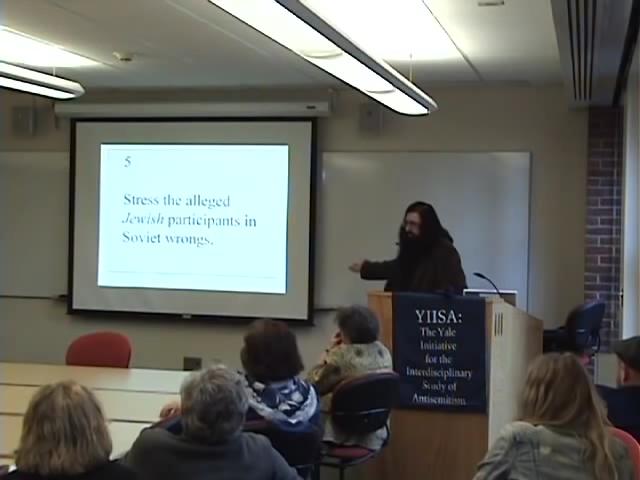 5
Stress the alleged
Jewish participants in
Soviet wrongs.
YIISA:
The Yale
Initiative
for the
Interdisciplinary
Study of
Antisemitism